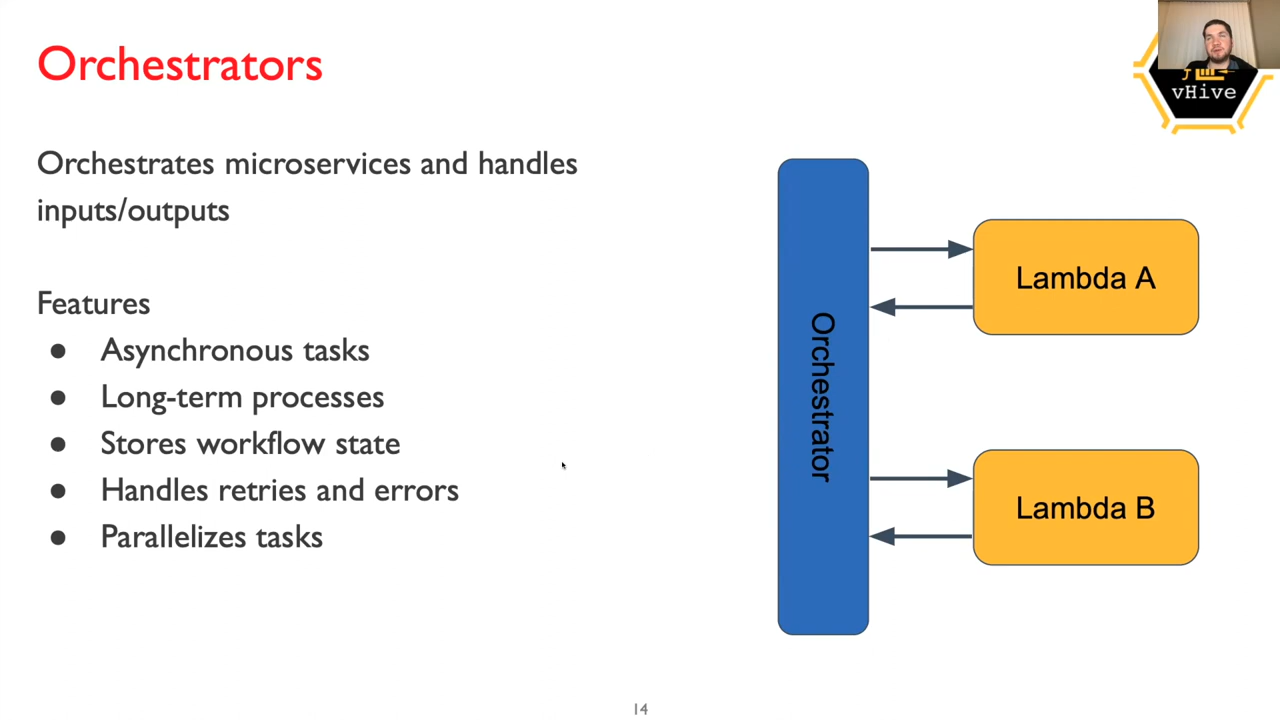 Orchestrators
vHive
Orchestrates microservices and handles
inputs/outputs
Features
● Asynchronous tasks
● Long-term processes
● Stores workflow state
● Handles retries and errors
● Parallelizes tasks
Orchestrator
Lambda A
Lambda B
14